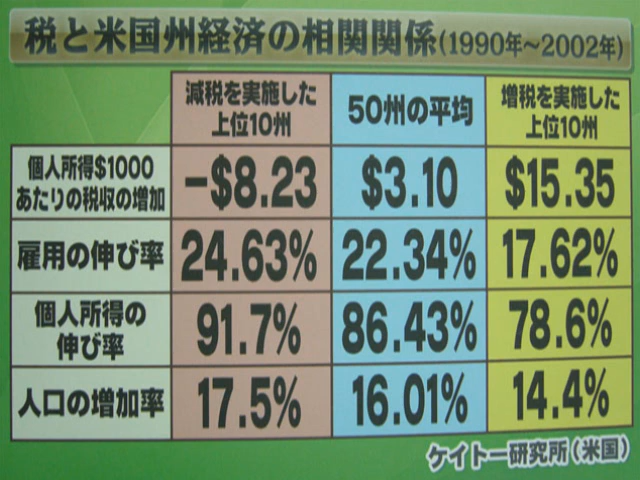 税と米国州経済の相関関係(1990年～2002年)
減税を実施した
上位10州
50州の平均
増税を実施した
上位10州
個人所得$1000
あたりの税収の増加
-$8.23
$3.10
$15.35
雇用の伸び率
24.63%
22.34%
17.62%
個人所得の
伸び率
91.7%
86.43%
78.6%
人口の増加率
17.5%
16.01%
14.4%
ケイトー研究所(米国)